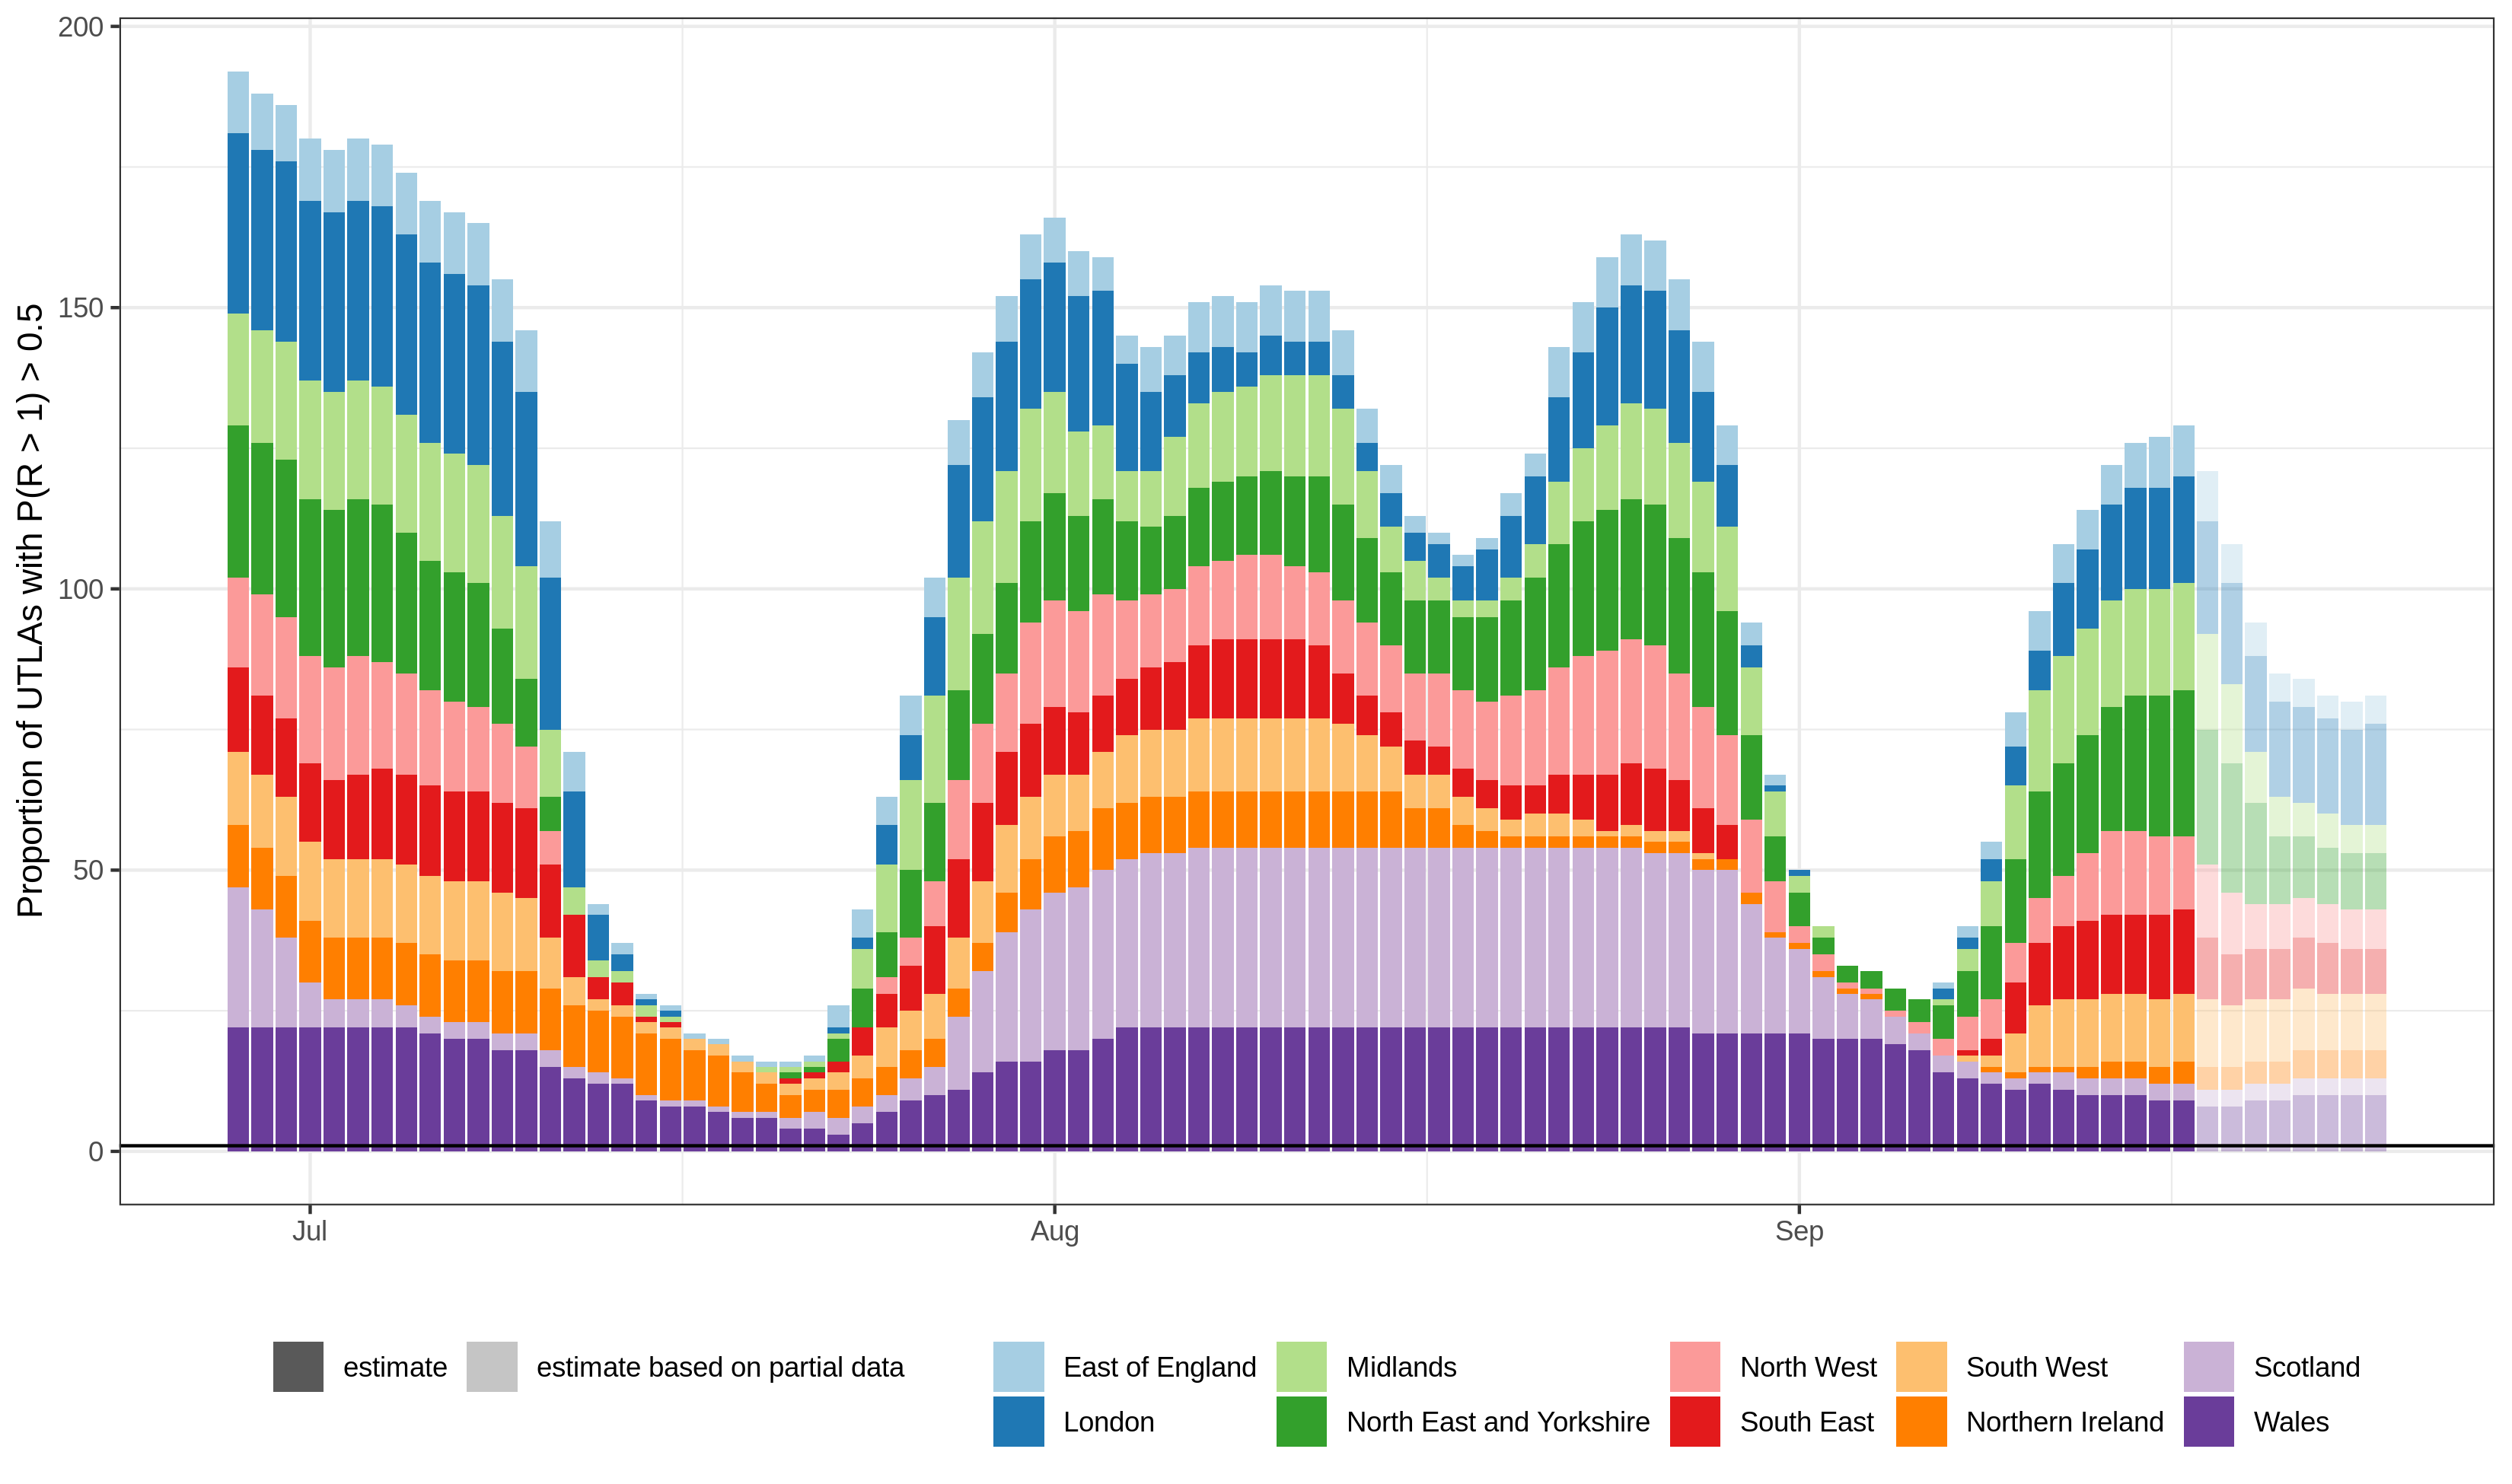 Proportion of UTLAs with P(R > 1) > 0.5
200
150
100
50
0
Jul Aug Sep
estimate estimate based on partial data East of England Midlands North West South West Scotland
London North East and Yorkshire South East Northern Ireland Wales